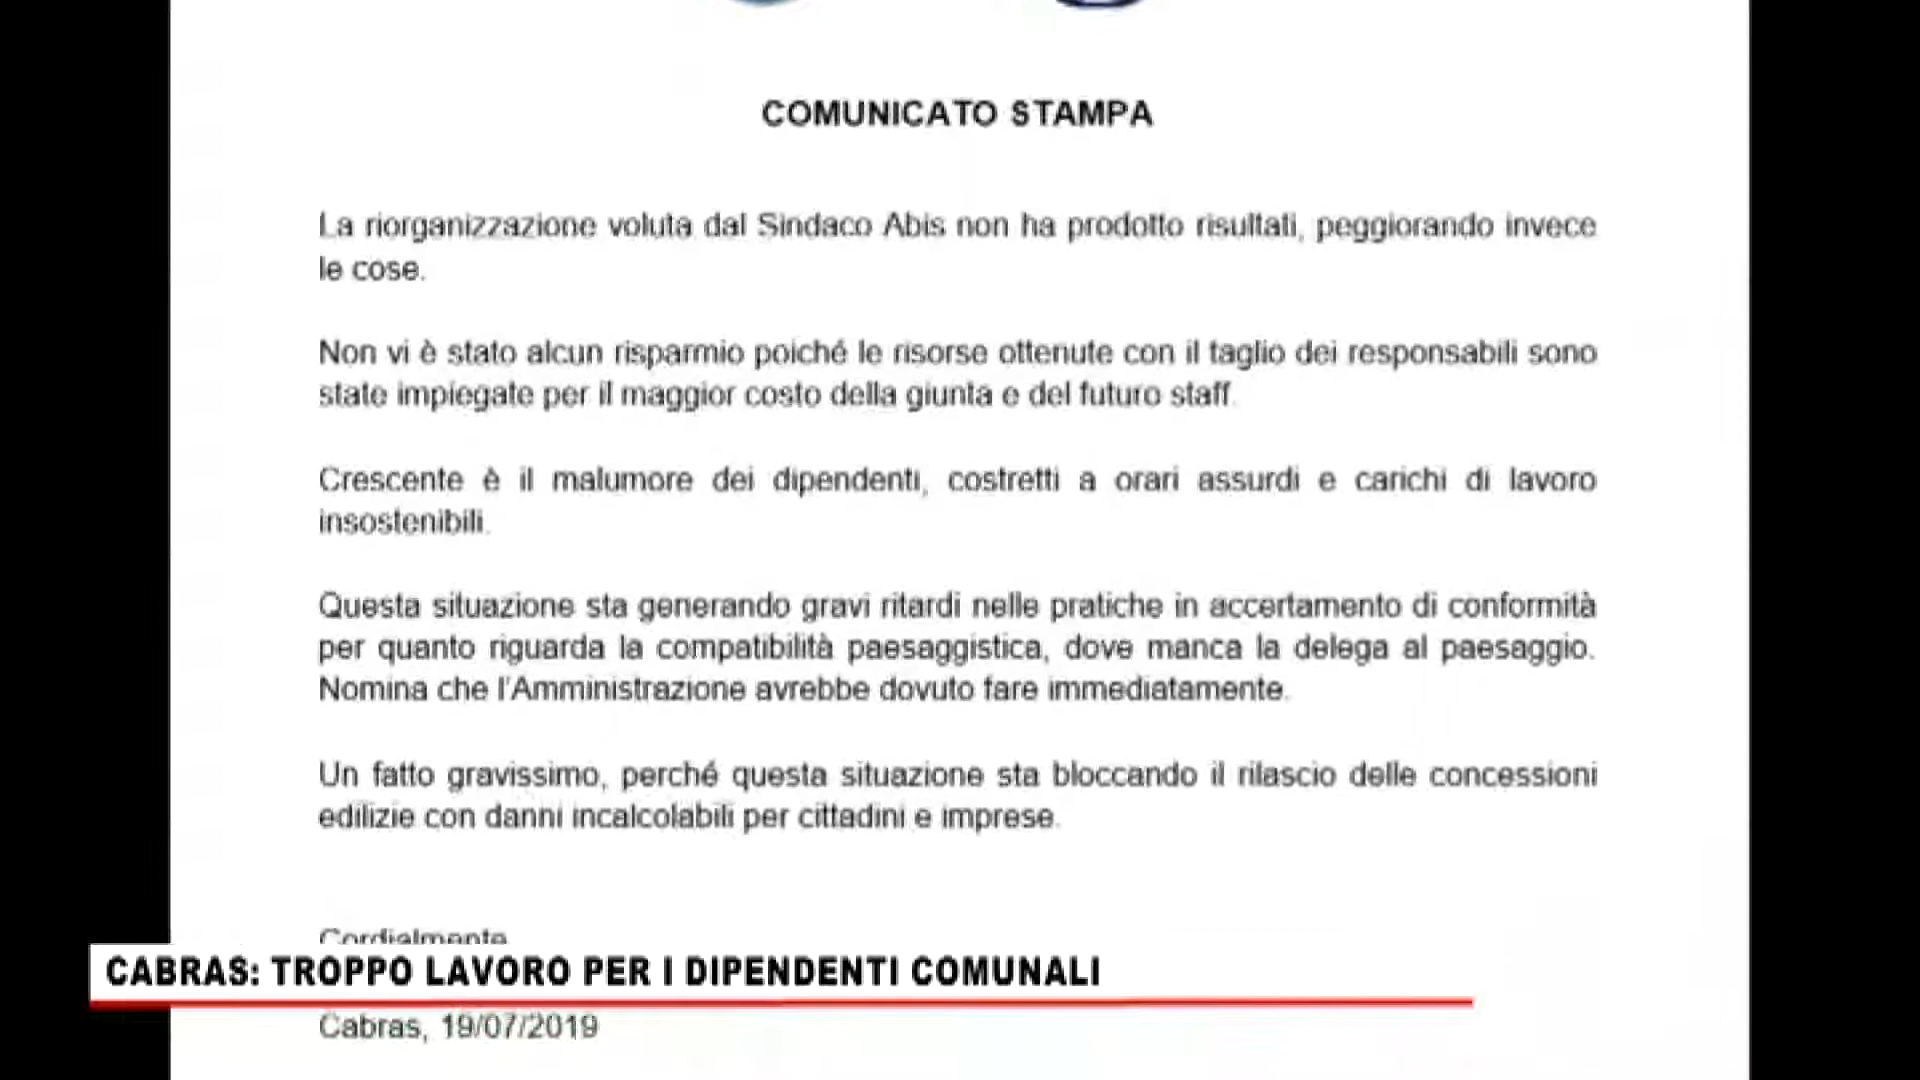 COMUNICATO STAMPA
La riorganizzazione voluta dal Sindaco Abis non ha prodotto risultati, peggiorando invece
le cose.
Non vi è stato alcun risparmio poiché le risorse ottenute con il taglio dei responsabili sono
state impiegate per il maggior costo della giunta e del futuro staff.
Crescente è il malumore dei dipendenti, costretti a orari assurdi e carichi di lavoro
insostenibili.
Questa situazione sta generando gravi ritardi nelle pratiche in accertamento di conformità
per quanto riguarda la compatibilità paesaggistica, dove manca la delega al paesaggio.
Nomina che l'Amministrazione avrebbe dovuto fare immediatamente.
Un fatto gravissimo, perché questa situazione sta bloccando il rilascio delle concessioni
edilizie con danni incalcolabili per cittadini e imprese.
Cordialmente
CABRAS: TROPPO LAVORO PER I DIPENDENTI COMUNALI
Cabras, 19/07/2019